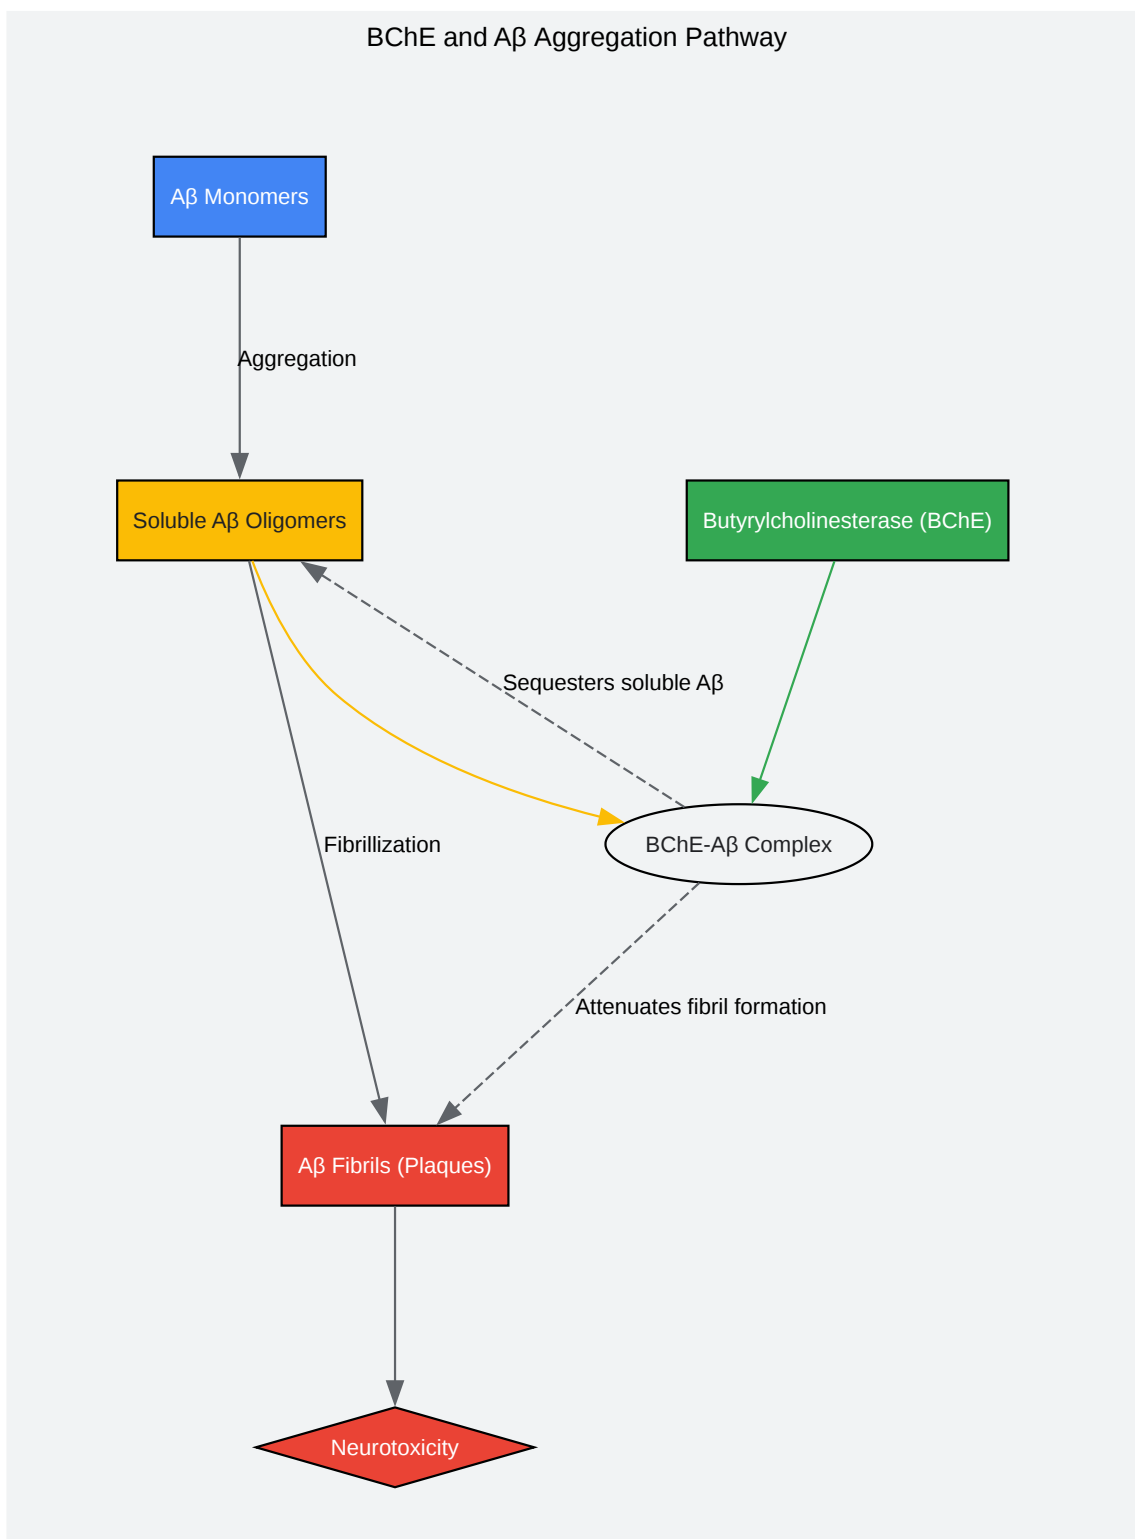 BChE and Aβ Aggregation Pathway
Aβ Monomers
Aggregation
Soluble Aβ Oligomers
Butyrylcholinesterase (BChE)
Sequesters soluble Aβ
Fibrillization
BChE-Aβ Complex
Attenuates fibril formation
Aβ Fibrils (Plaques)
Neurotoxicity